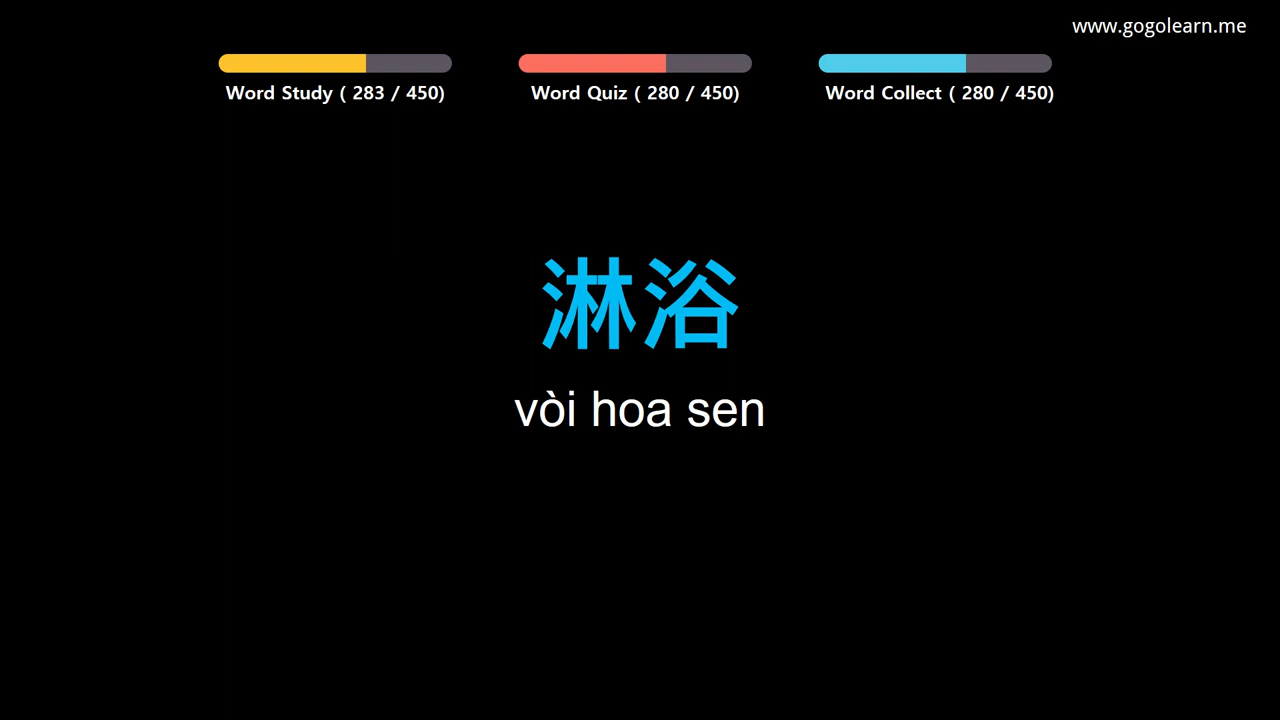 www.gogolearn.me
Word Study ( 283 / 450)
Word Quiz ( 280 / 450)
Word Collect ( 280 / 450)
淋浴
vòi hoa sen